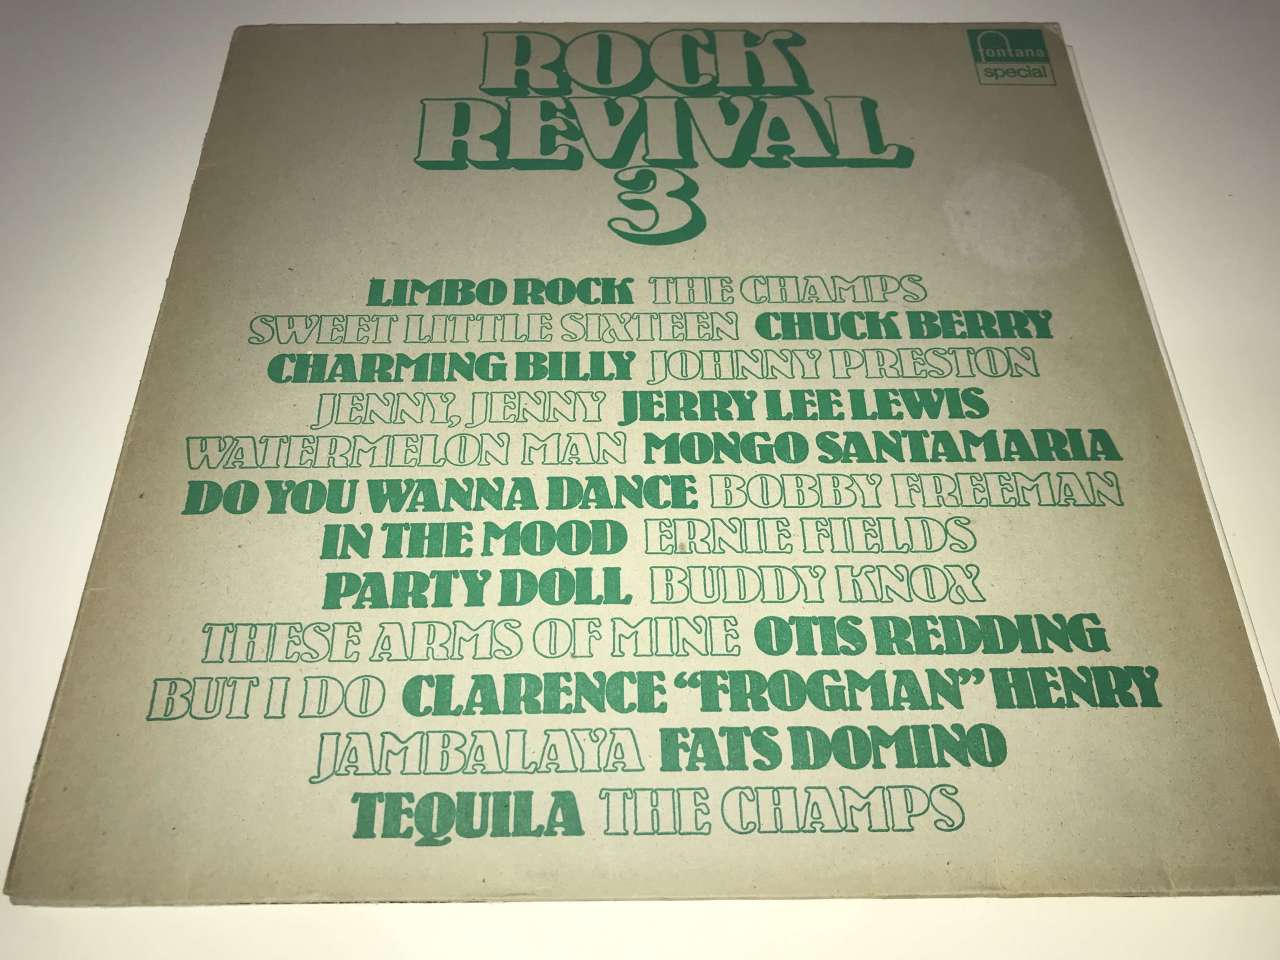 ROCK
REVIVAL
3
fontana
special
LIMBO ROCK THE CHAMPS
SWEET LITTLE SIXTEEN CHUCK BERRY
CHARMING BILLY JOHNNY PRESTON
JENNY, JENNY JERRY LEE LEWIS
WATERMELON MAN MONGO SANTAMARIA
DO YOU WANNA DANCE BOBBY FREEMAN
IN THE MOOD ERNIE FIELDS
PARTY DOLL BUDDY KNOX
THESE ARMS OF MINE OTIS REDDING
BUT I DO CLARENCE “FROGMAN” HENRY
JAMBALAYA FATS DOMINO
TEQUILA THE CHAMPS